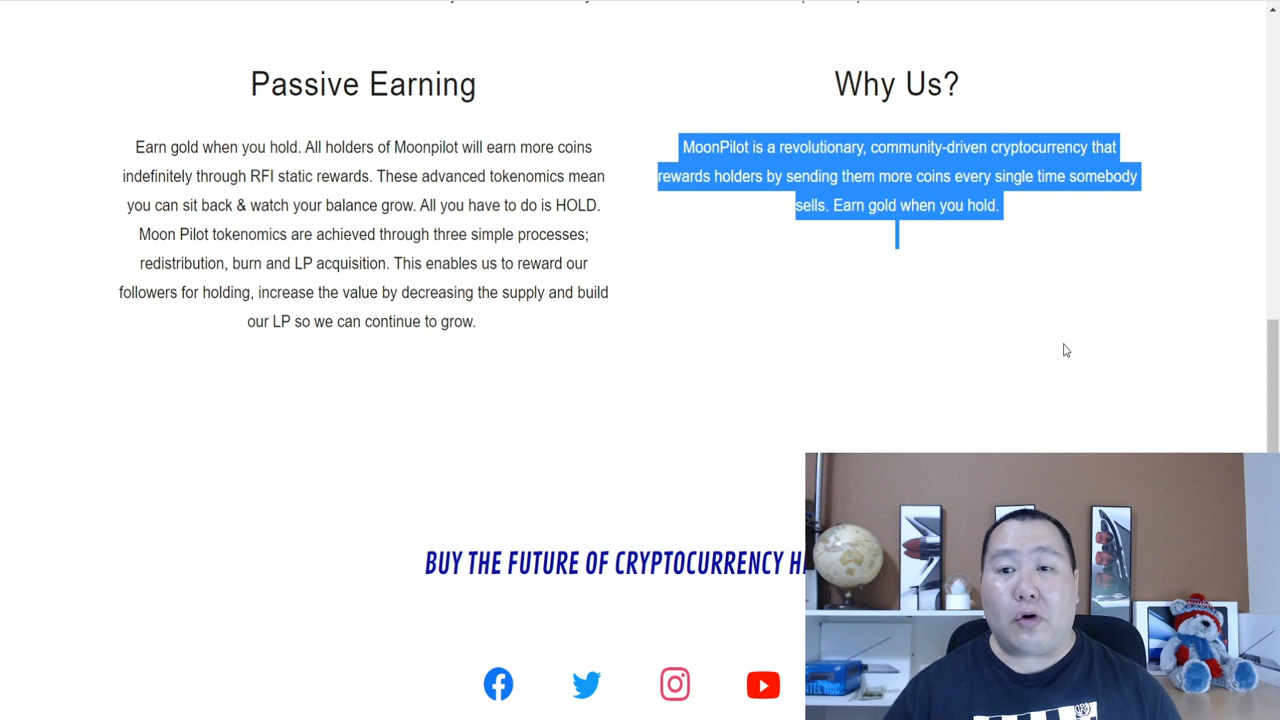 Passive Earning
Earn gold when you hold. All holders of Moonpilot will earn more coins
indefinitely through RFI static rewards. These advanced tokenomics mean
you can sit back & watch your balance grow. All you have to do is HOLD.
Moon Pilot tokenomics are achieved through three simple processes;
redistribution, burn and LP acquisition. This enables us to reward our
followers for holding, increase the value by decreasing the supply and build
our LP so we can continue to grow.
Why Us?
MoonPilot is a revolutionary, community-driven cryptocurrency that
rewards holders by sending them more coins every single time somebody
sells. Earn gold when you hold.
BUY THE FUTURE OF CRYPTOCURRENCY